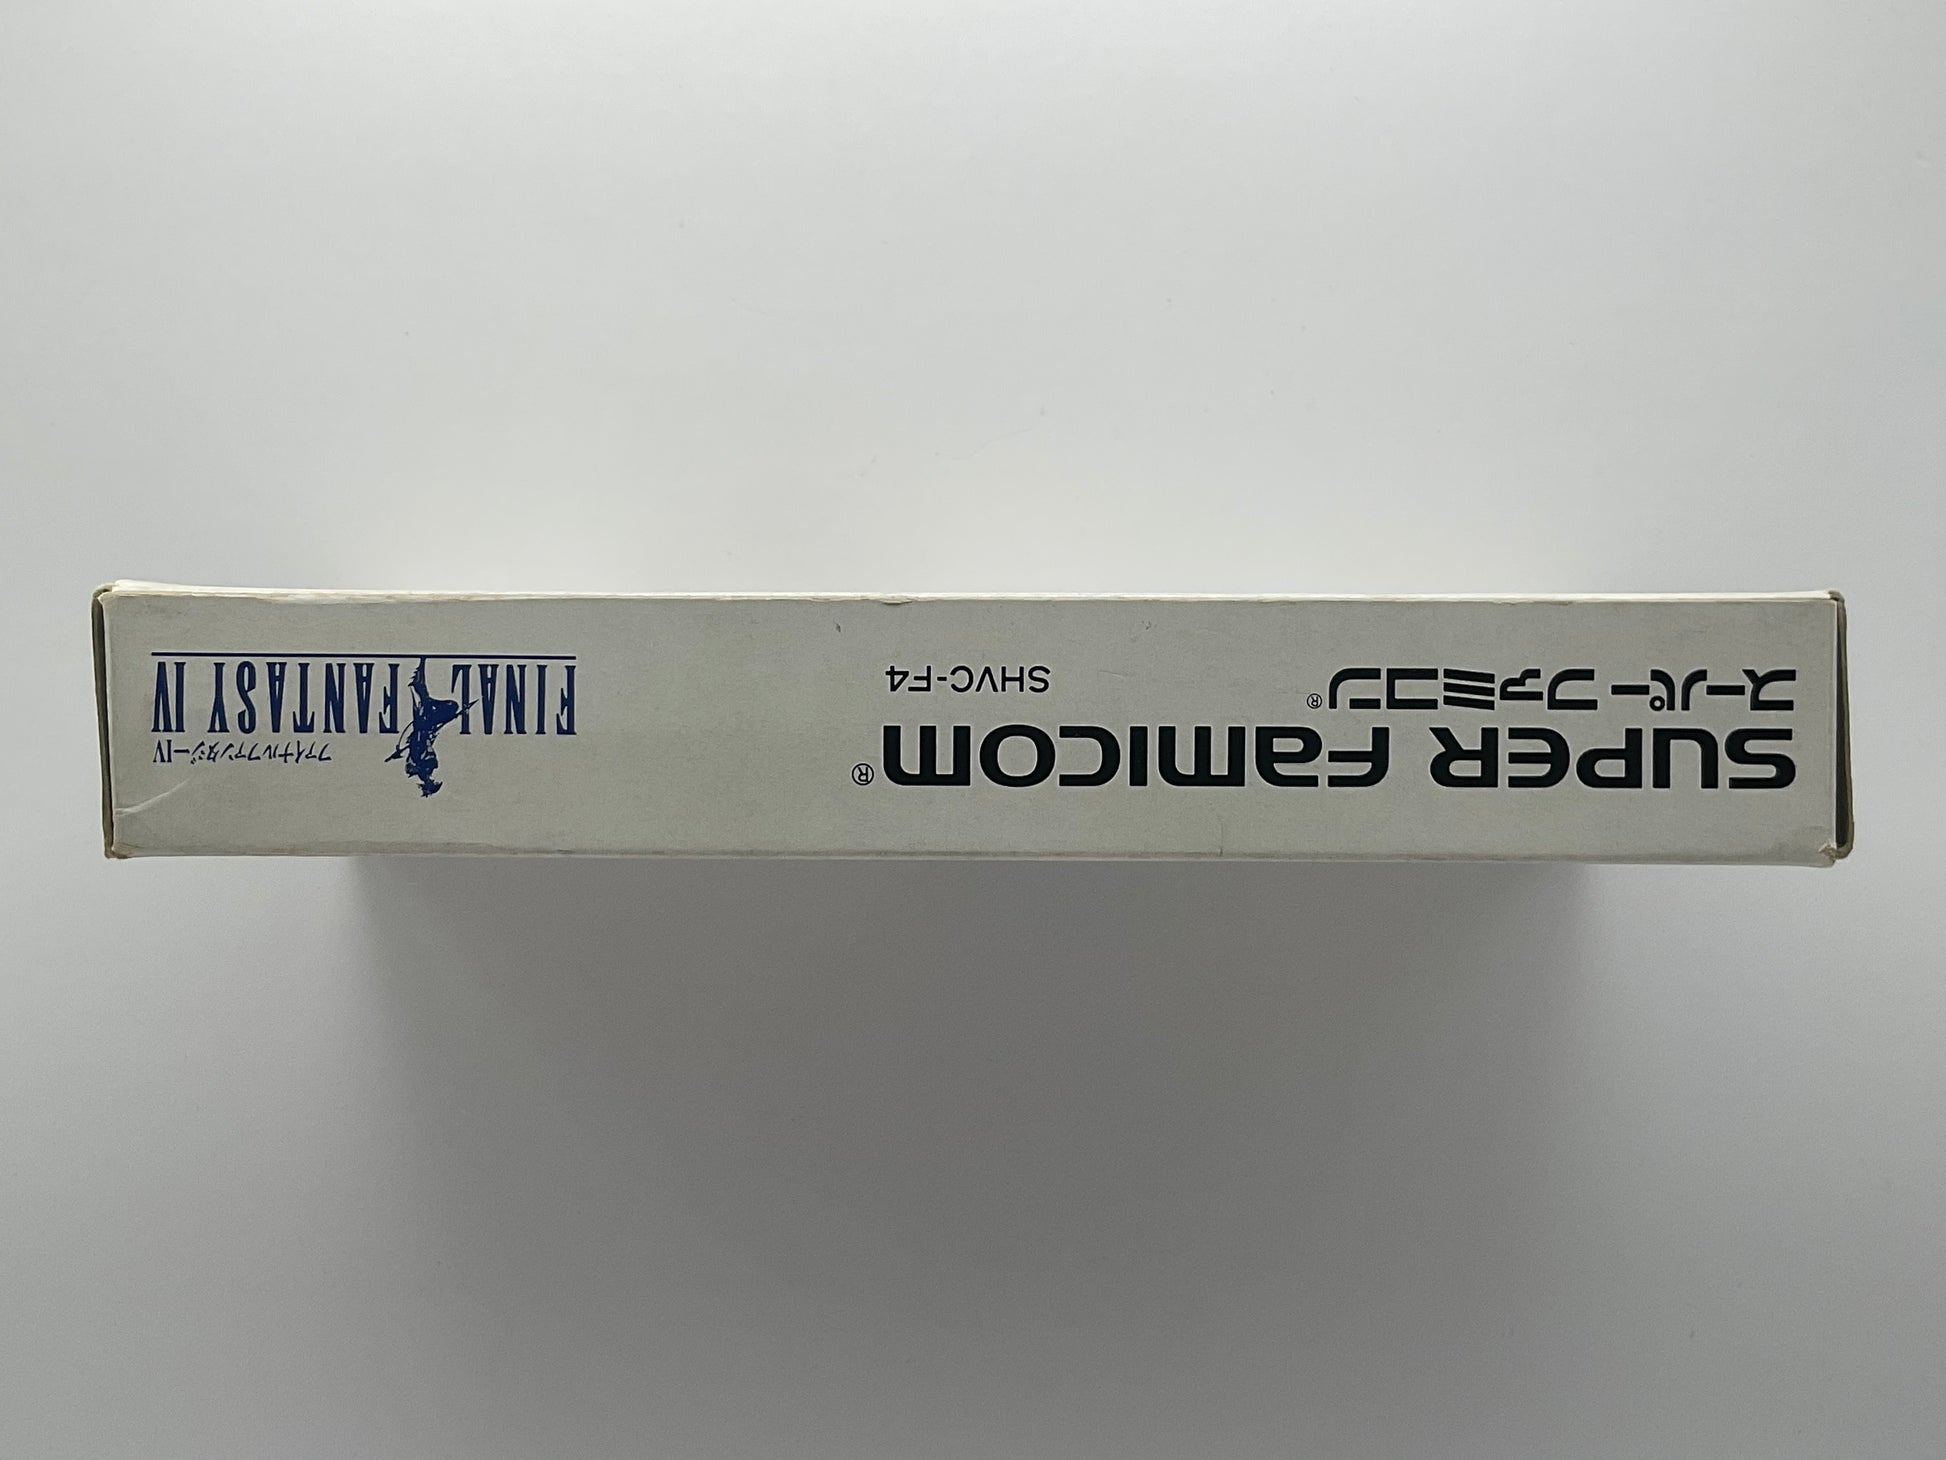 SUPER FAMICOM®
スーパーファミコン®
SHVC-F4
ファイナルファンタジーIV
FINAL FANTASY IV